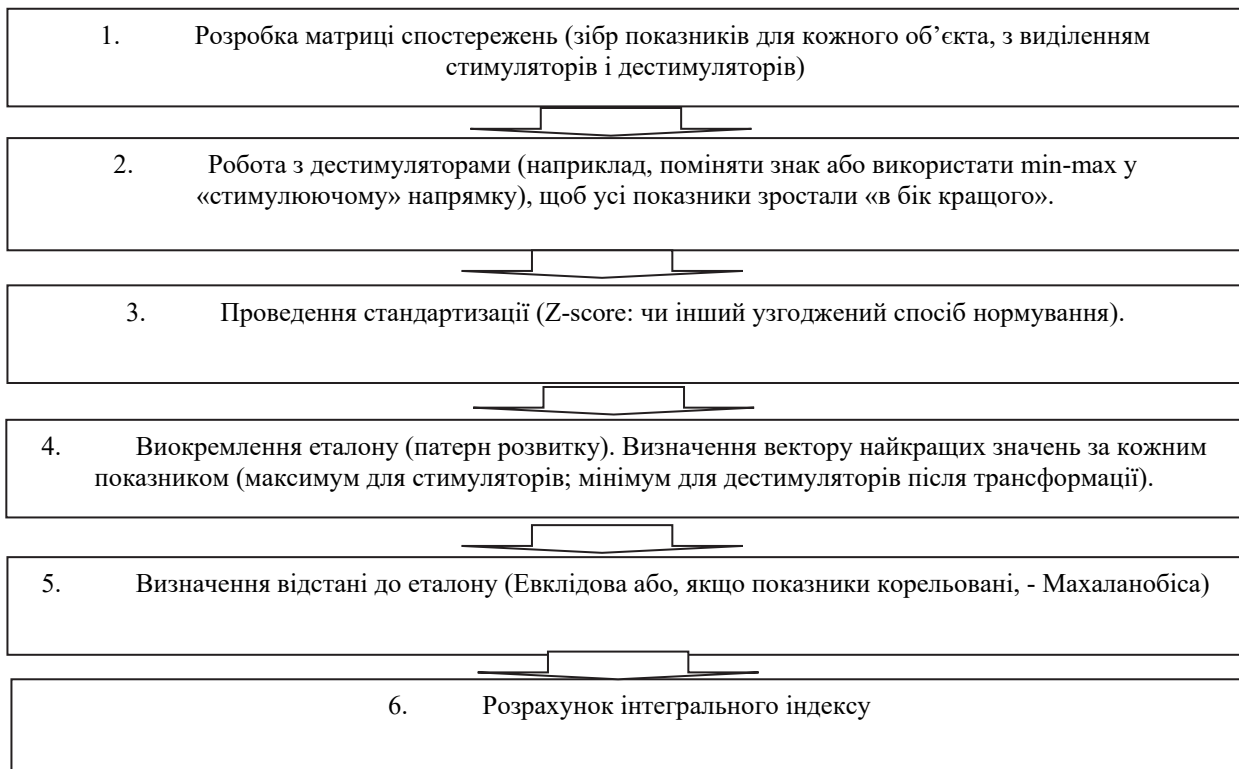 1. Розробка матриці спостережень (зібр показників для кожного об’єкта, з виділенням
стимуляторів і дестимуляторів)
2. Робота з дестимуляторами (наприклад, поміняти знак або використати min-max у
«стимулюючому» напрямку), щоб усі показники зростали «в бік кращого».
3. Проведення стандартизації (Z-score: чи інший узгоджений спосіб нормування).
4. Виокремлення еталону (патерн розвитку). Визначення вектору найкращих значень за кожним
показником (максимум для стимуляторів; мінімум для дестимуляторів після трансформації).
5. Визначення відстані до еталону (Евклідова або, якщо показники корельовані, - Махаланобіса)
6. Розрахунок інтегрального індексу